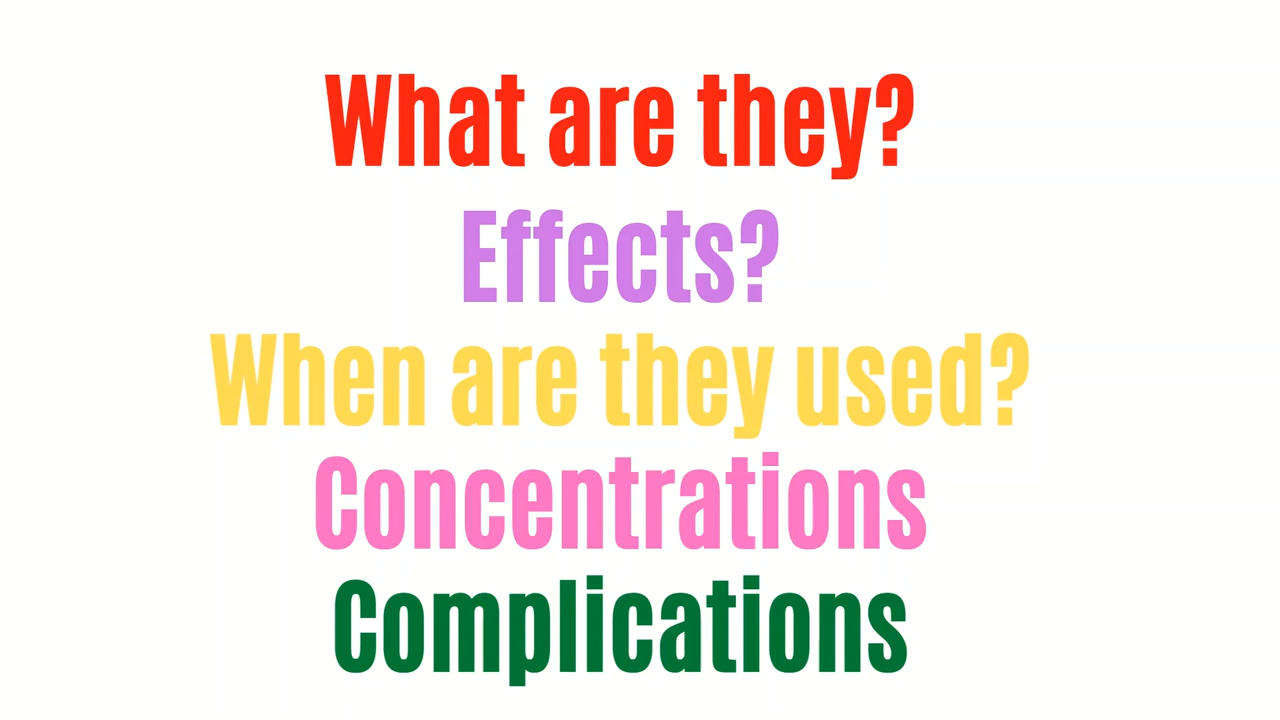 What are they?
Effects?
When are they used?
Concentrations
Complications